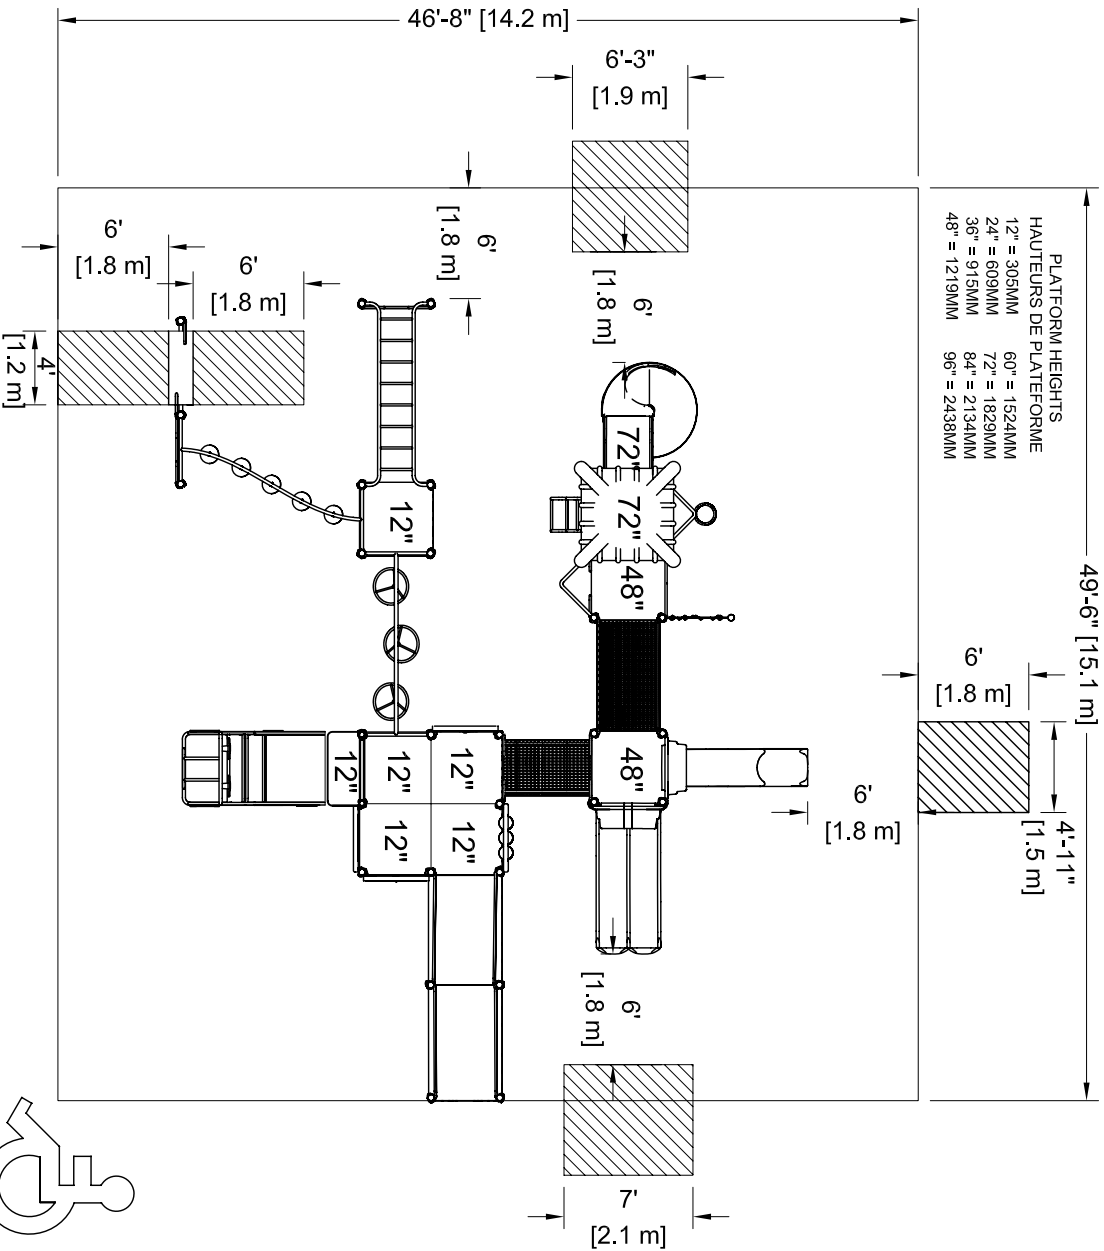 46'-8" [14.2 m]
6'-3"
[1.9 m]
PLATFORM HEIGHTS
HAUTEURS DE PLATEFORME
12" = 305MM 60" = 1524MM
24" = 609MM 72" = 1829MM
36" = 915MM 84" = 2134MM
48" = 1219MM 96" = 2438MM
49'-6" [15.1 m]
6'
[1.8 m]
6'
[1.8 m]
6'
[1.8 m]
6'
[1.8 m]
4'
[1.2 m]
72"
72"
48"
12"
6'
[1.8 m]
4'-11"
[1.5 m]
48"
12"
12"
12"
12"
12"
6'
[1.8 m]
6'
[1.8 m]
7'
[2.1 m]